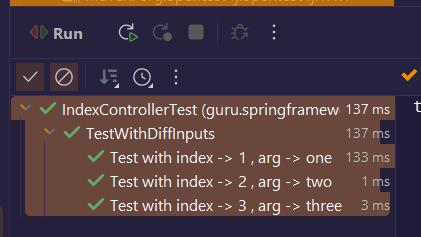 Run
IndexControllerTest (guru.springframew 137 ms
TestWithDiffInputs 137 ms
Test with index -> 1 , arg -> one 133 ms
Test with index -> 2 , arg -> two 1 ms
Test with index -> 3 , arg -> three 3 ms